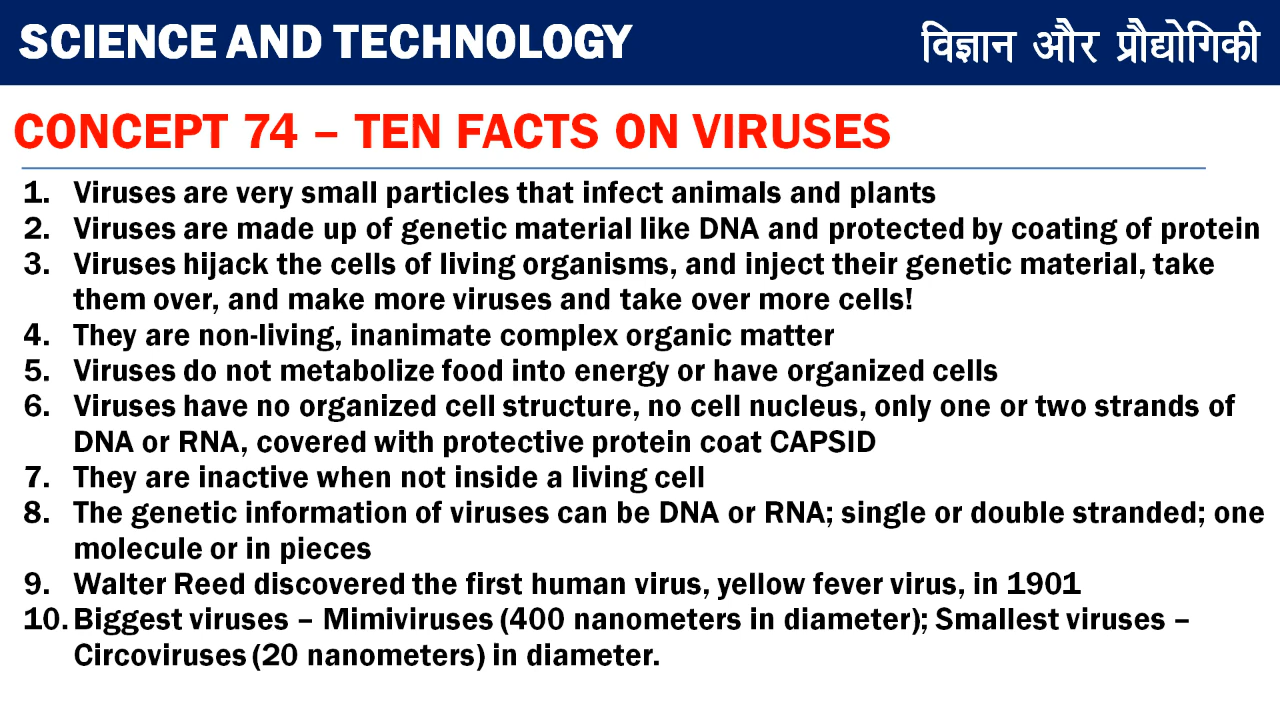 SCIENCE AND TECHNOLOGY
विज्ञान और प्रौद्योगिकी
CONCEPT 74 – TEN FACTS ON VIRUSES
1. Viruses are very small particles that infect animals and plants
2. Viruses are made up of genetic material like DNA and protected by coating of protein
3. Viruses hijack the cells of living organisms, and inject their genetic material, take
them over, and make more viruses and take over more cells!
4. They are non-living, inanimate complex organic matter
5. Viruses do not metabolize food into energy or have organized cells
6. Viruses have no organized cell structure, no cell nucleus, only one or two strands of
DNA or RNA, covered with protective protein coat CAPSID
7. They are inactive when not inside a living cell
8. The genetic information of viruses can be DNA or RNA; single or double stranded; one
molecule or in pieces
9. Walter Reed discovered the first human virus, yellow fever virus, in 1901
10. Biggest viruses – Mimiviruses (400 nanometers in diameter); Smallest viruses –
Circoviruses (20 nanometers) in diameter.